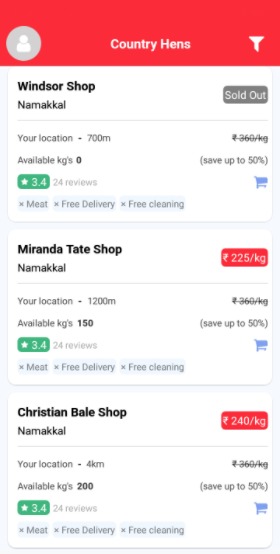 Country Hens
Windsor Shop
Sold Out
Namakkal
Your location - 700m ₹ 360/kg
Available kg's 0 (save up to 50%)
★ 3.4 24 reviews
× Meat × Free Delivery × Free cleaning
Miranda Tate Shop
₹ 225/kg
Namakkal
Your location - 1200m ₹ 360/kg
Available kg's 150 (save up to 50%)
★ 3.4 24 reviews
× Meat × Free Delivery × Free cleaning
Christian Bale Shop
₹ 240/kg
Namakkal
Your location - 4km ₹ 360/kg
Available kg's 200 (save up to 50%)
★ 3.4 24 reviews
× Meat × Free Delivery × Free cleaning